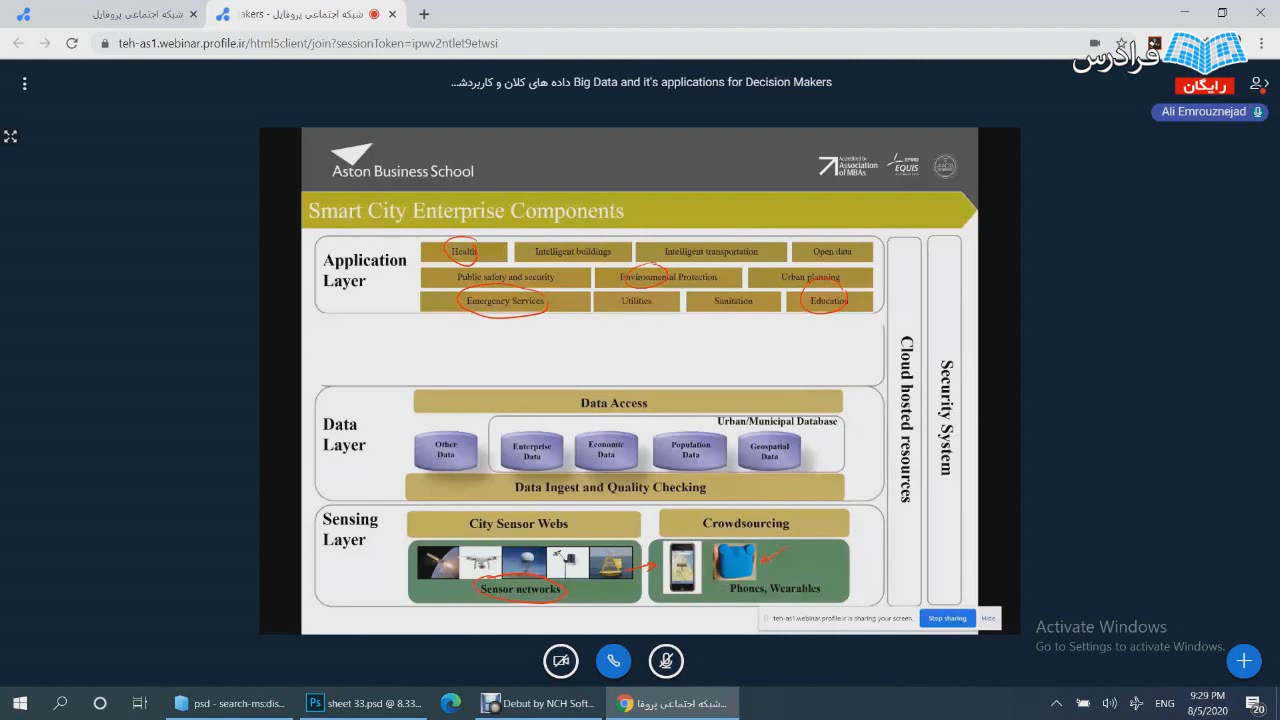 شبکه اجتماعی پروفایل
شبکه اجتماعی پروفایل - akers
teh-as1.webinar.profile.ir/html5client/join?sessionToken=ipwv2ntlet9atwsi
فرادرس
رایگان
داده های کلان و کاربردش... Big Data and it's applications for Decision Makers
Ali Emrouznejad
Aston Business School
Accredited by
Association
of MBAs
EFMD
EQUIS
ACCREDITED
Smart City Enterprise Components
Application
Layer
Health
Intelligent buildings
Intelligent transportation
Open data
Public safety and security
Environmental Protection
Urban planning
Emergency Services
Utilities
Sanitation
Education
Data
Layer
Data Access
Urban/Municipal Database
Other
Data
Enterprise
Data
Economic
Data
Population
Data
Geospatial
Data
Data Ingest and Quality Checking
Sensing
Layer
City Sensor Webs
Crowdsourcing
Sensor networks
Phones, Wearables
Cloud hosted resources
Security System
teh-as1.webinar.profile.ir is sharing your screen.
Stop sharing
Hide
Activate Windows
Go to Settings to activate Windows.
psd - search-ms:dis...
sheet 33.psd @ 8.33...
Debut by NCH Soft...
شبکه اجتماعی پروفا...
ENG
9:29 PM
8/5/2020
20